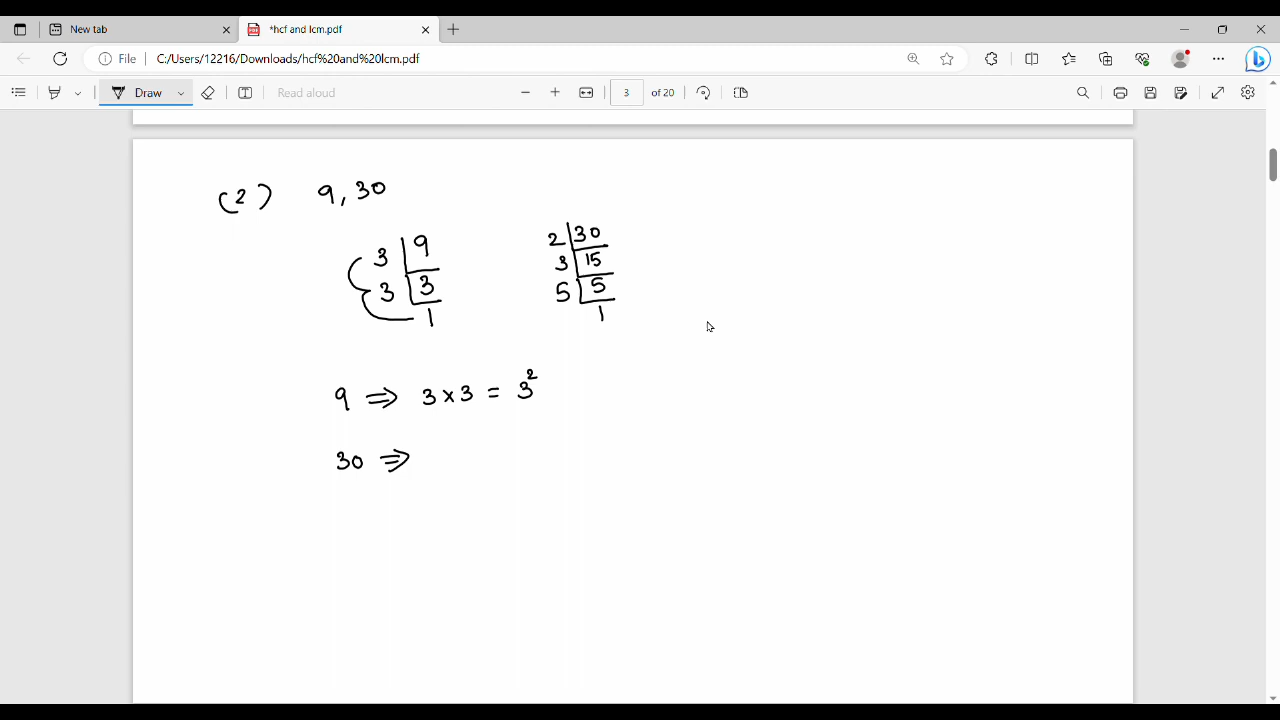 New tab
*hcf and lcm.pdf
File C:/Users/12216/Downloads/hcf%20and%20lcm.pdf
Draw Read aloud 3 of 20
(2) 9, 30
3 | 9
3 | 3
1
2 | 30
3 | 15
5 | 5
1
9 ⇒ 3 × 3 = 3²
30 ⇒